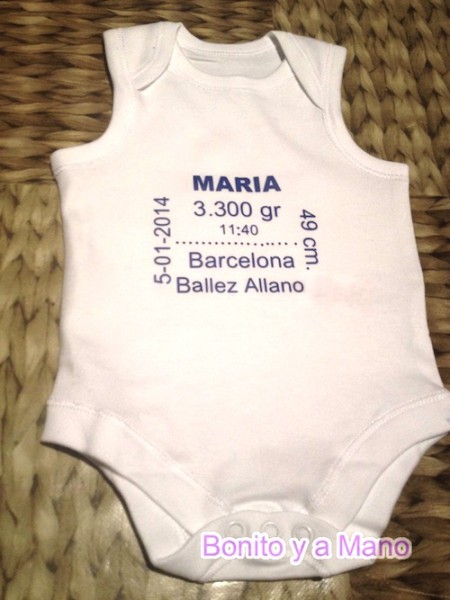 MARIA
3.300 gr
11:40
5-01-2014
49 cm.
Barcelona
Ballez Allano
Bonito y a Mano